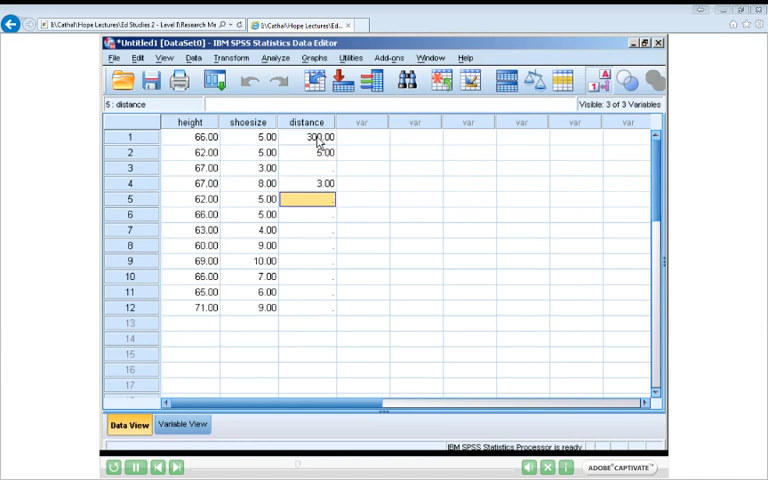 E:\Cathal\Hope Lectures\Ed Studies 2 - Level I\Research Me
E:\Cathal\Hope Lectures\Ed...
*Untitled1 [DataSet0] - IBM SPSS Statistics Data Editor
File Edit View Data Transform Analyze Graphs Utilities Add-ons Window Help
5 : distance Visible: 3 of 3 Variables
height shoesize distance var var var var var var
1 66.00 5.00 300.00
2 62.00 5.00 5.00
3 67.00 3.00 .
4 67.00 8.00 3.00
5 62.00 5.00 .
6 66.00 5.00 .
7 63.00 4.00 .
8 60.00 9.00 .
9 69.00 10.00 .
10 66.00 7.00 .
11 65.00 6.00 .
12 71.00 9.00 .
13
14
15
16
17
Data View Variable View
IBM SPSS Statistics Processor is ready
ADOBE® CAPTIVATE™